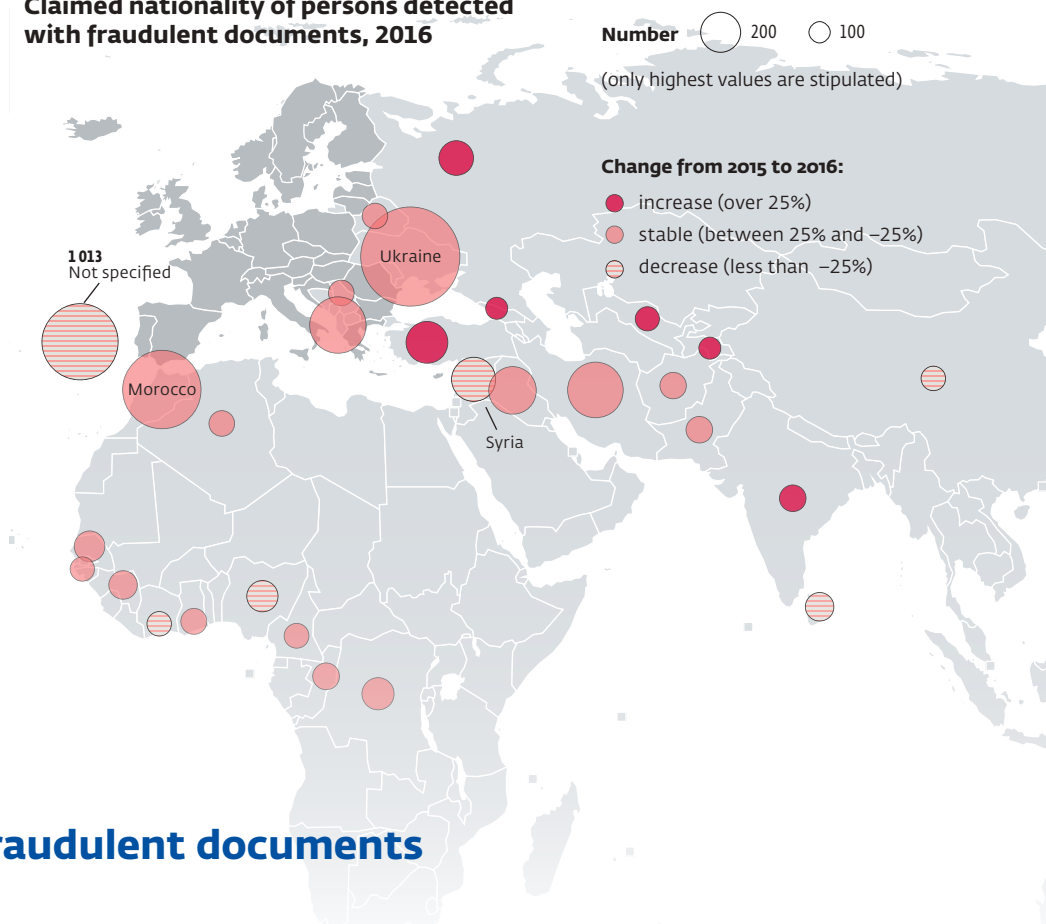 Claimed nationality of persons detected
with fraudulent documents, 2016
Number 200 100
(only highest values are stipulated)
Change from 2015 to 2016:
increase (over 25%)
stable (between 25% and –25%)
decrease (less than –25%)
1 013
Not specified
Ukraine
Morocco
Syria
raudulent documents